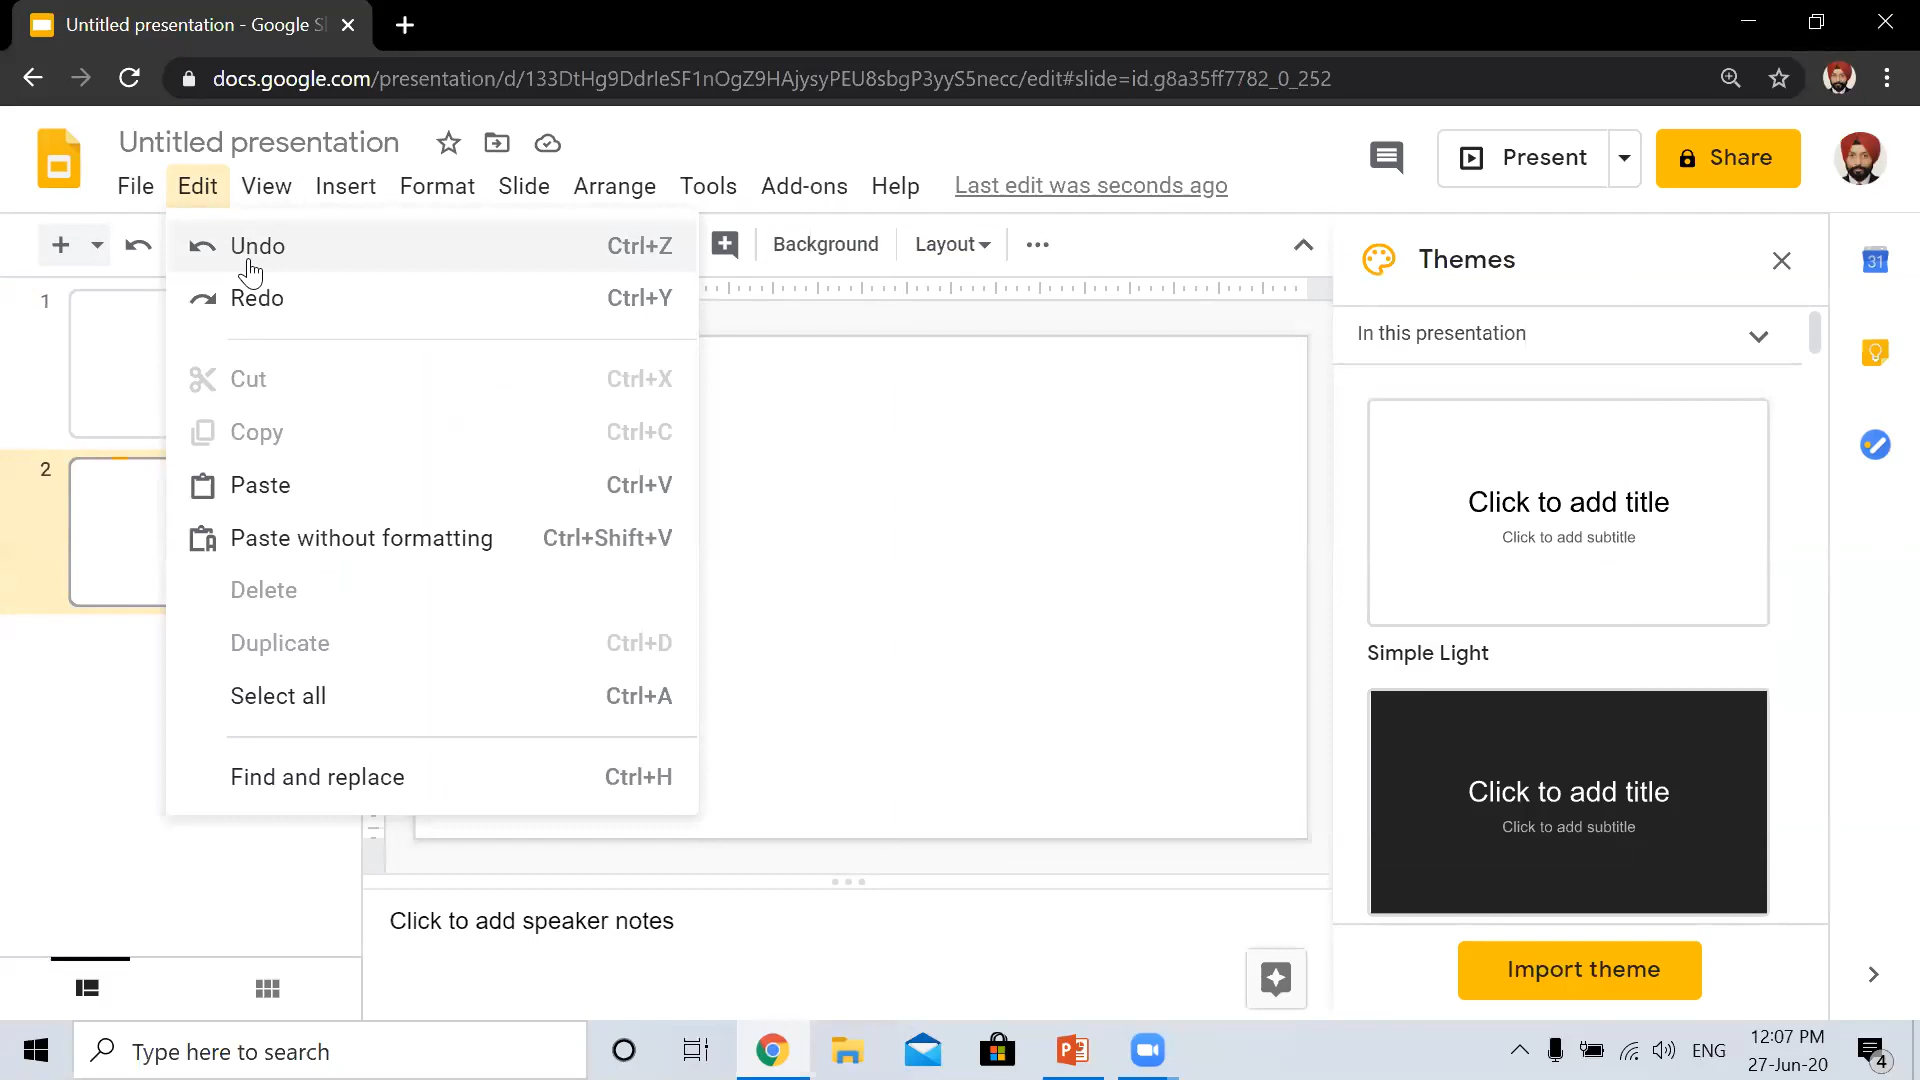 Untitled presentation - Google Sl
docs.google.com/presentation/d/133DtHg9DdrIeSF1nOgZ9HAjysyPEU8sbgP3yyS5necc/edit#slide=id.g8a35ff7782_0_252
Untitled presentation
Present
Share
File Edit View Insert Format Slide Arrange Tools Add-ons Help Last edit was seconds ago
Undo Ctrl+Z
Background Layout
Themes
31
1
Redo Ctrl+Y
In this presentation
Cut Ctrl+X
Copy Ctrl+C
2
Paste Ctrl+V
Paste without formatting Ctrl+Shift+V
Delete
Duplicate Ctrl+D
Select all Ctrl+A
Find and replace Ctrl+H
Click to add title
Click to add subtitle
Simple Light
Click to add title
Click to add subtitle
Click to add speaker notes
Import theme
Type here to search
ENG
12:07 PM
27-Jun-20
4